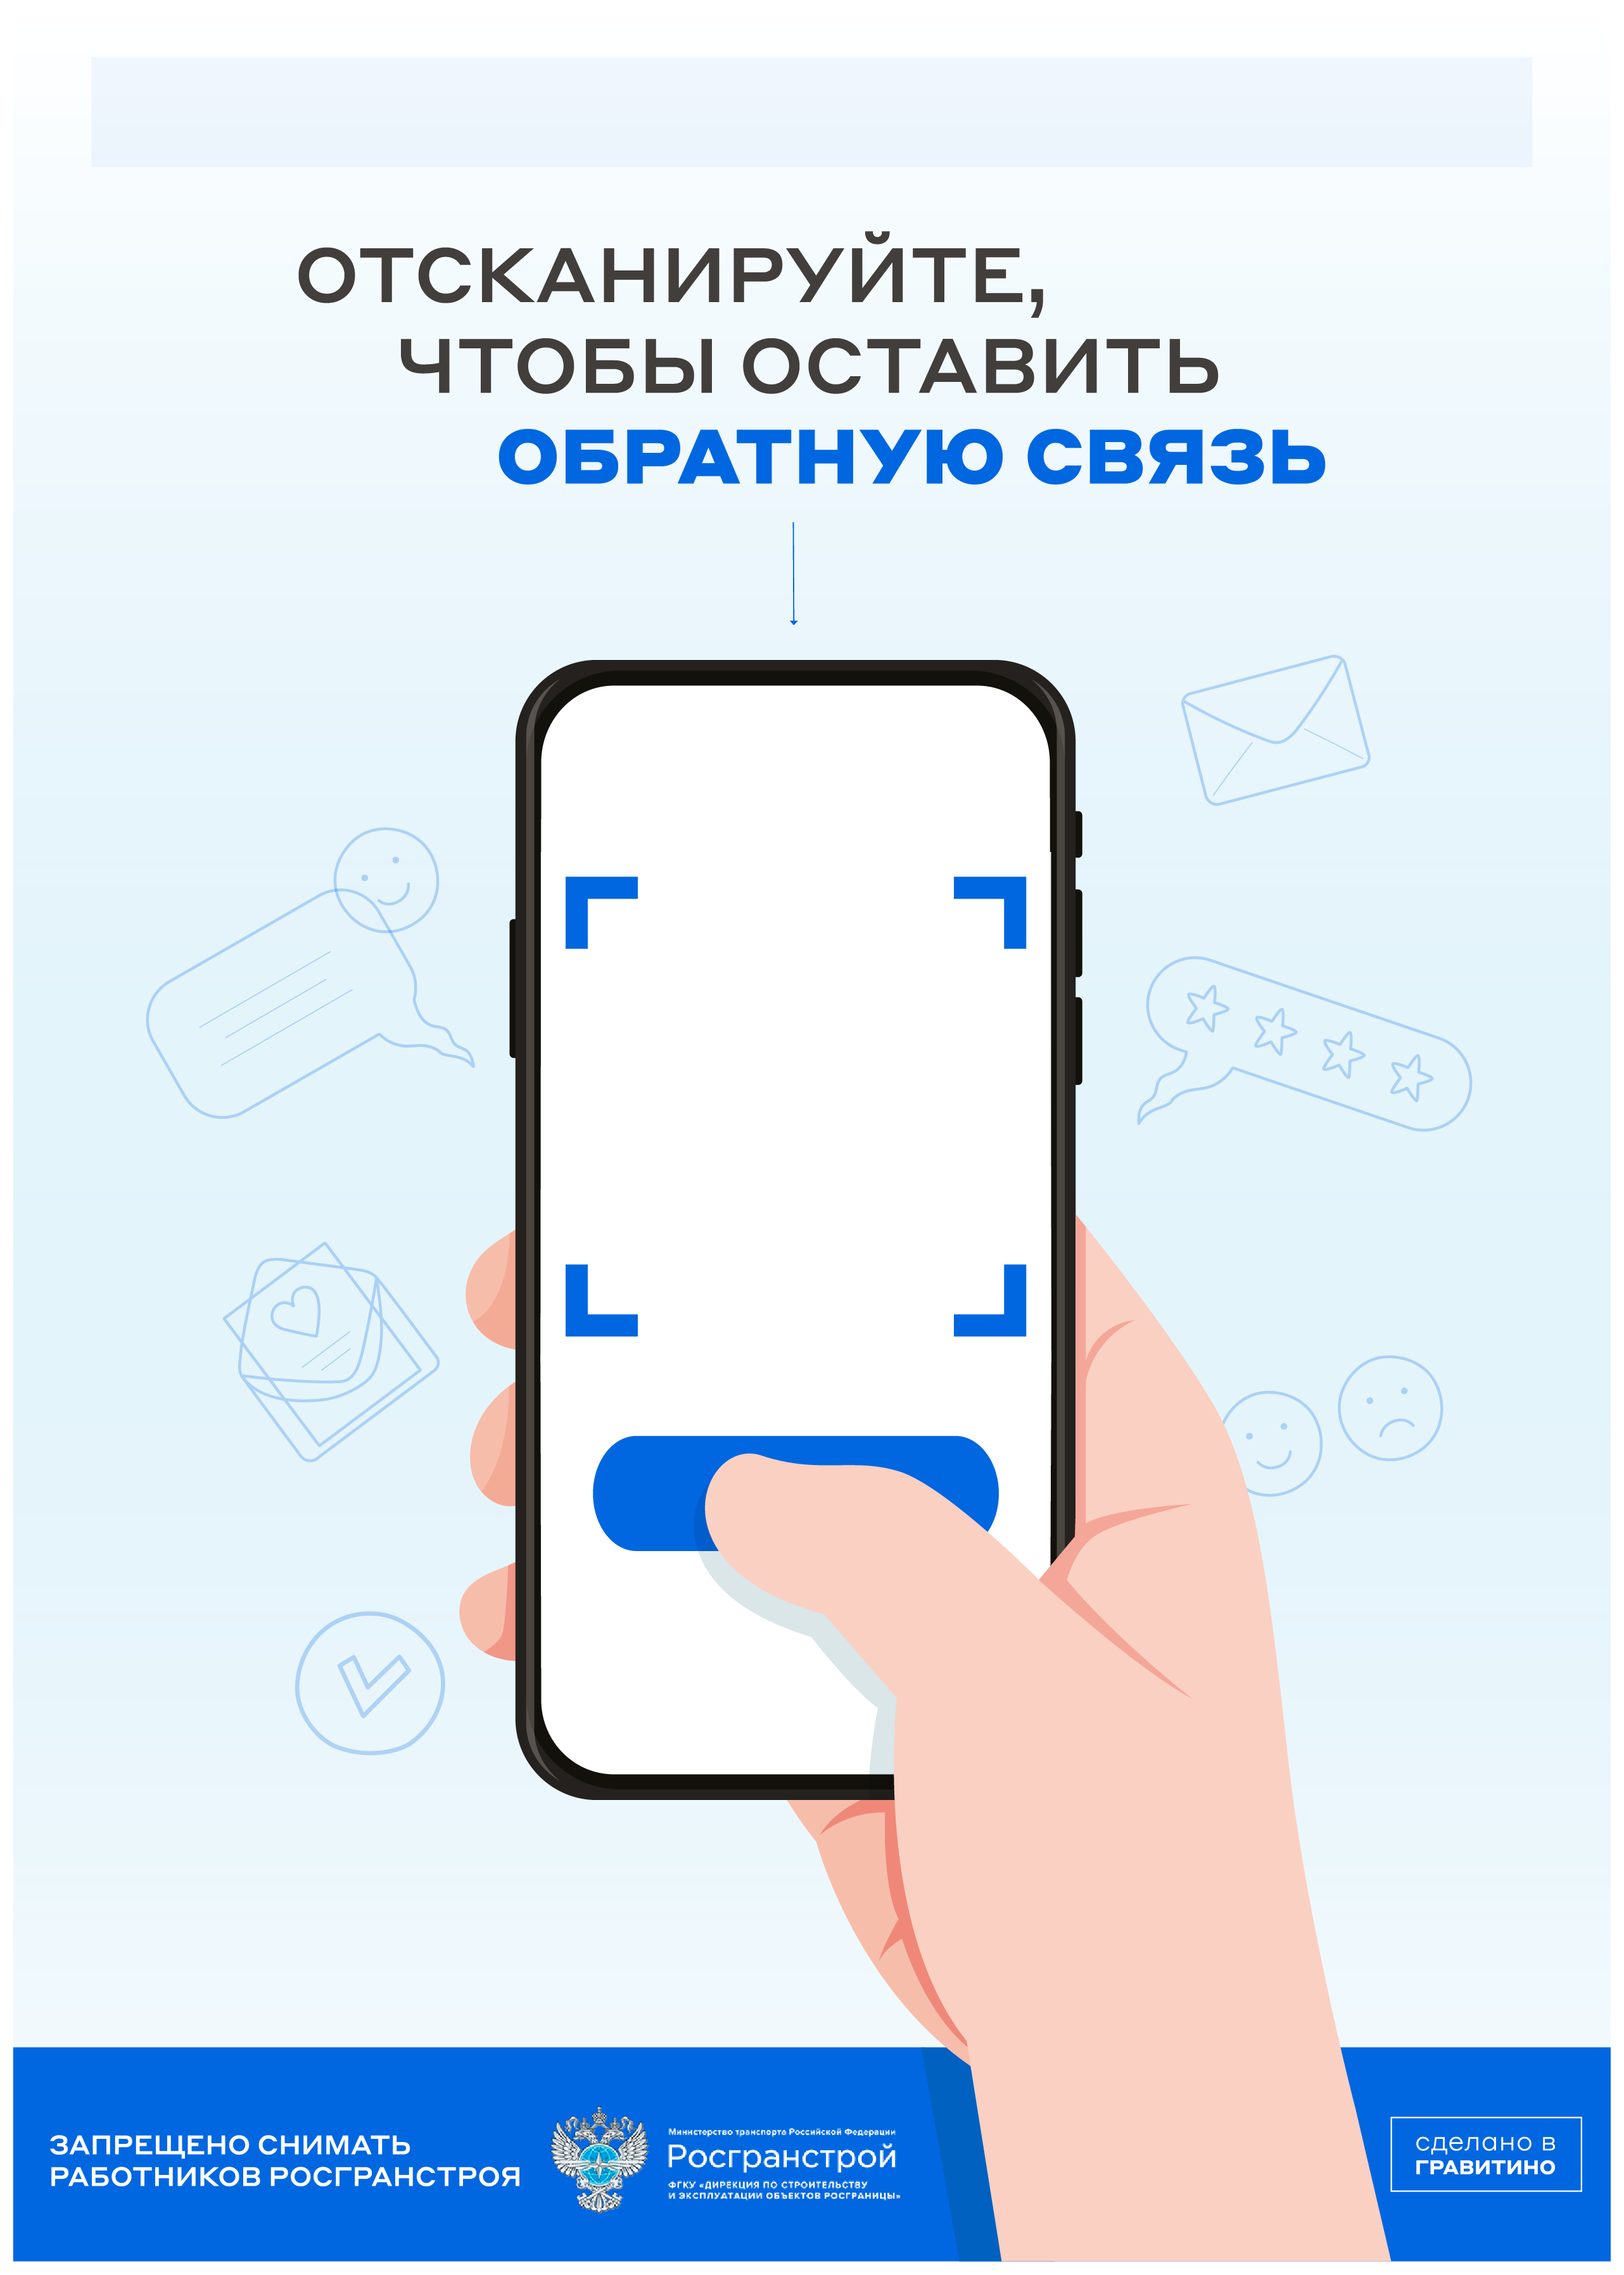 ОТСКАНИРУЙТЕ,
ЧТОБЫ ОСТАВИТЬ
ОБРАТНУЮ СВЯЗЬ
ЗАПРЕЩЕНО СНИМАТЬ
РАБОТНИКОВ РОСГРАНСТРОЯ
Министерство транспорта Российской Федерации
Росгранстрой
ФГКУ «ДИРЕКЦИЯ ПО СТРОИТЕЛЬСТВУ
И ЭКСПЛУАТАЦИИ ОБЪЕКТОВ РОСГРАНИЦЫ»
сделано в
ГРАВИТИНО